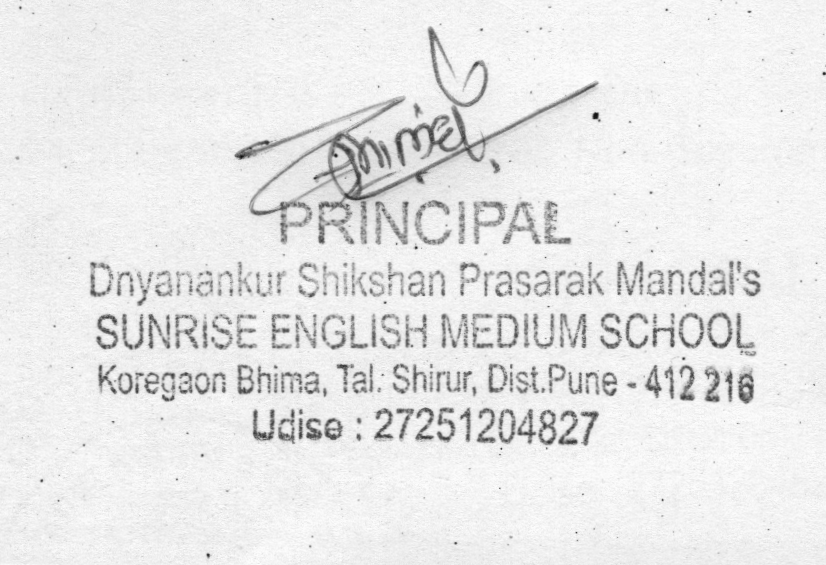 PRINCIPAL
Dnyanankur Shikshan Prasarak Mandal's
SUNRISE ENGLISH MEDIUM SCHOOL
Koregaon Bhima, Tal. Shirur, Dist.Pune - 412 216
Udise : 27251204827